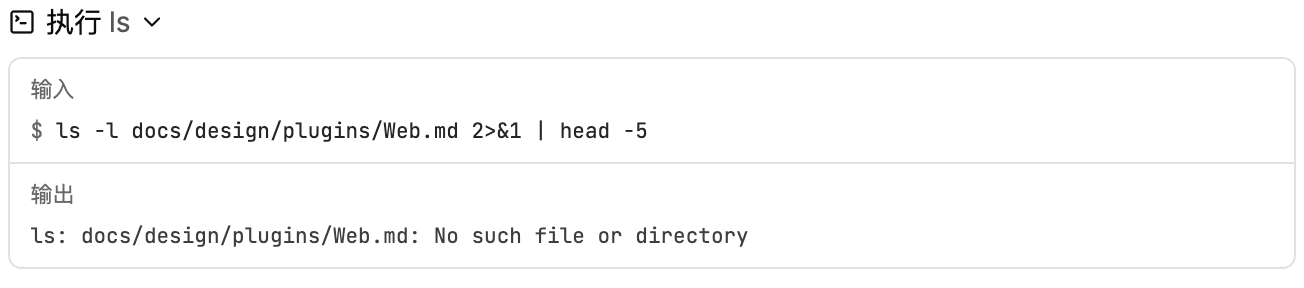 执行 ls
输入
$ ls -l docs/design/plugins/Web.md 2>&1 | head -5
输出
ls: docs/design/plugins/Web.md: No such file or directory